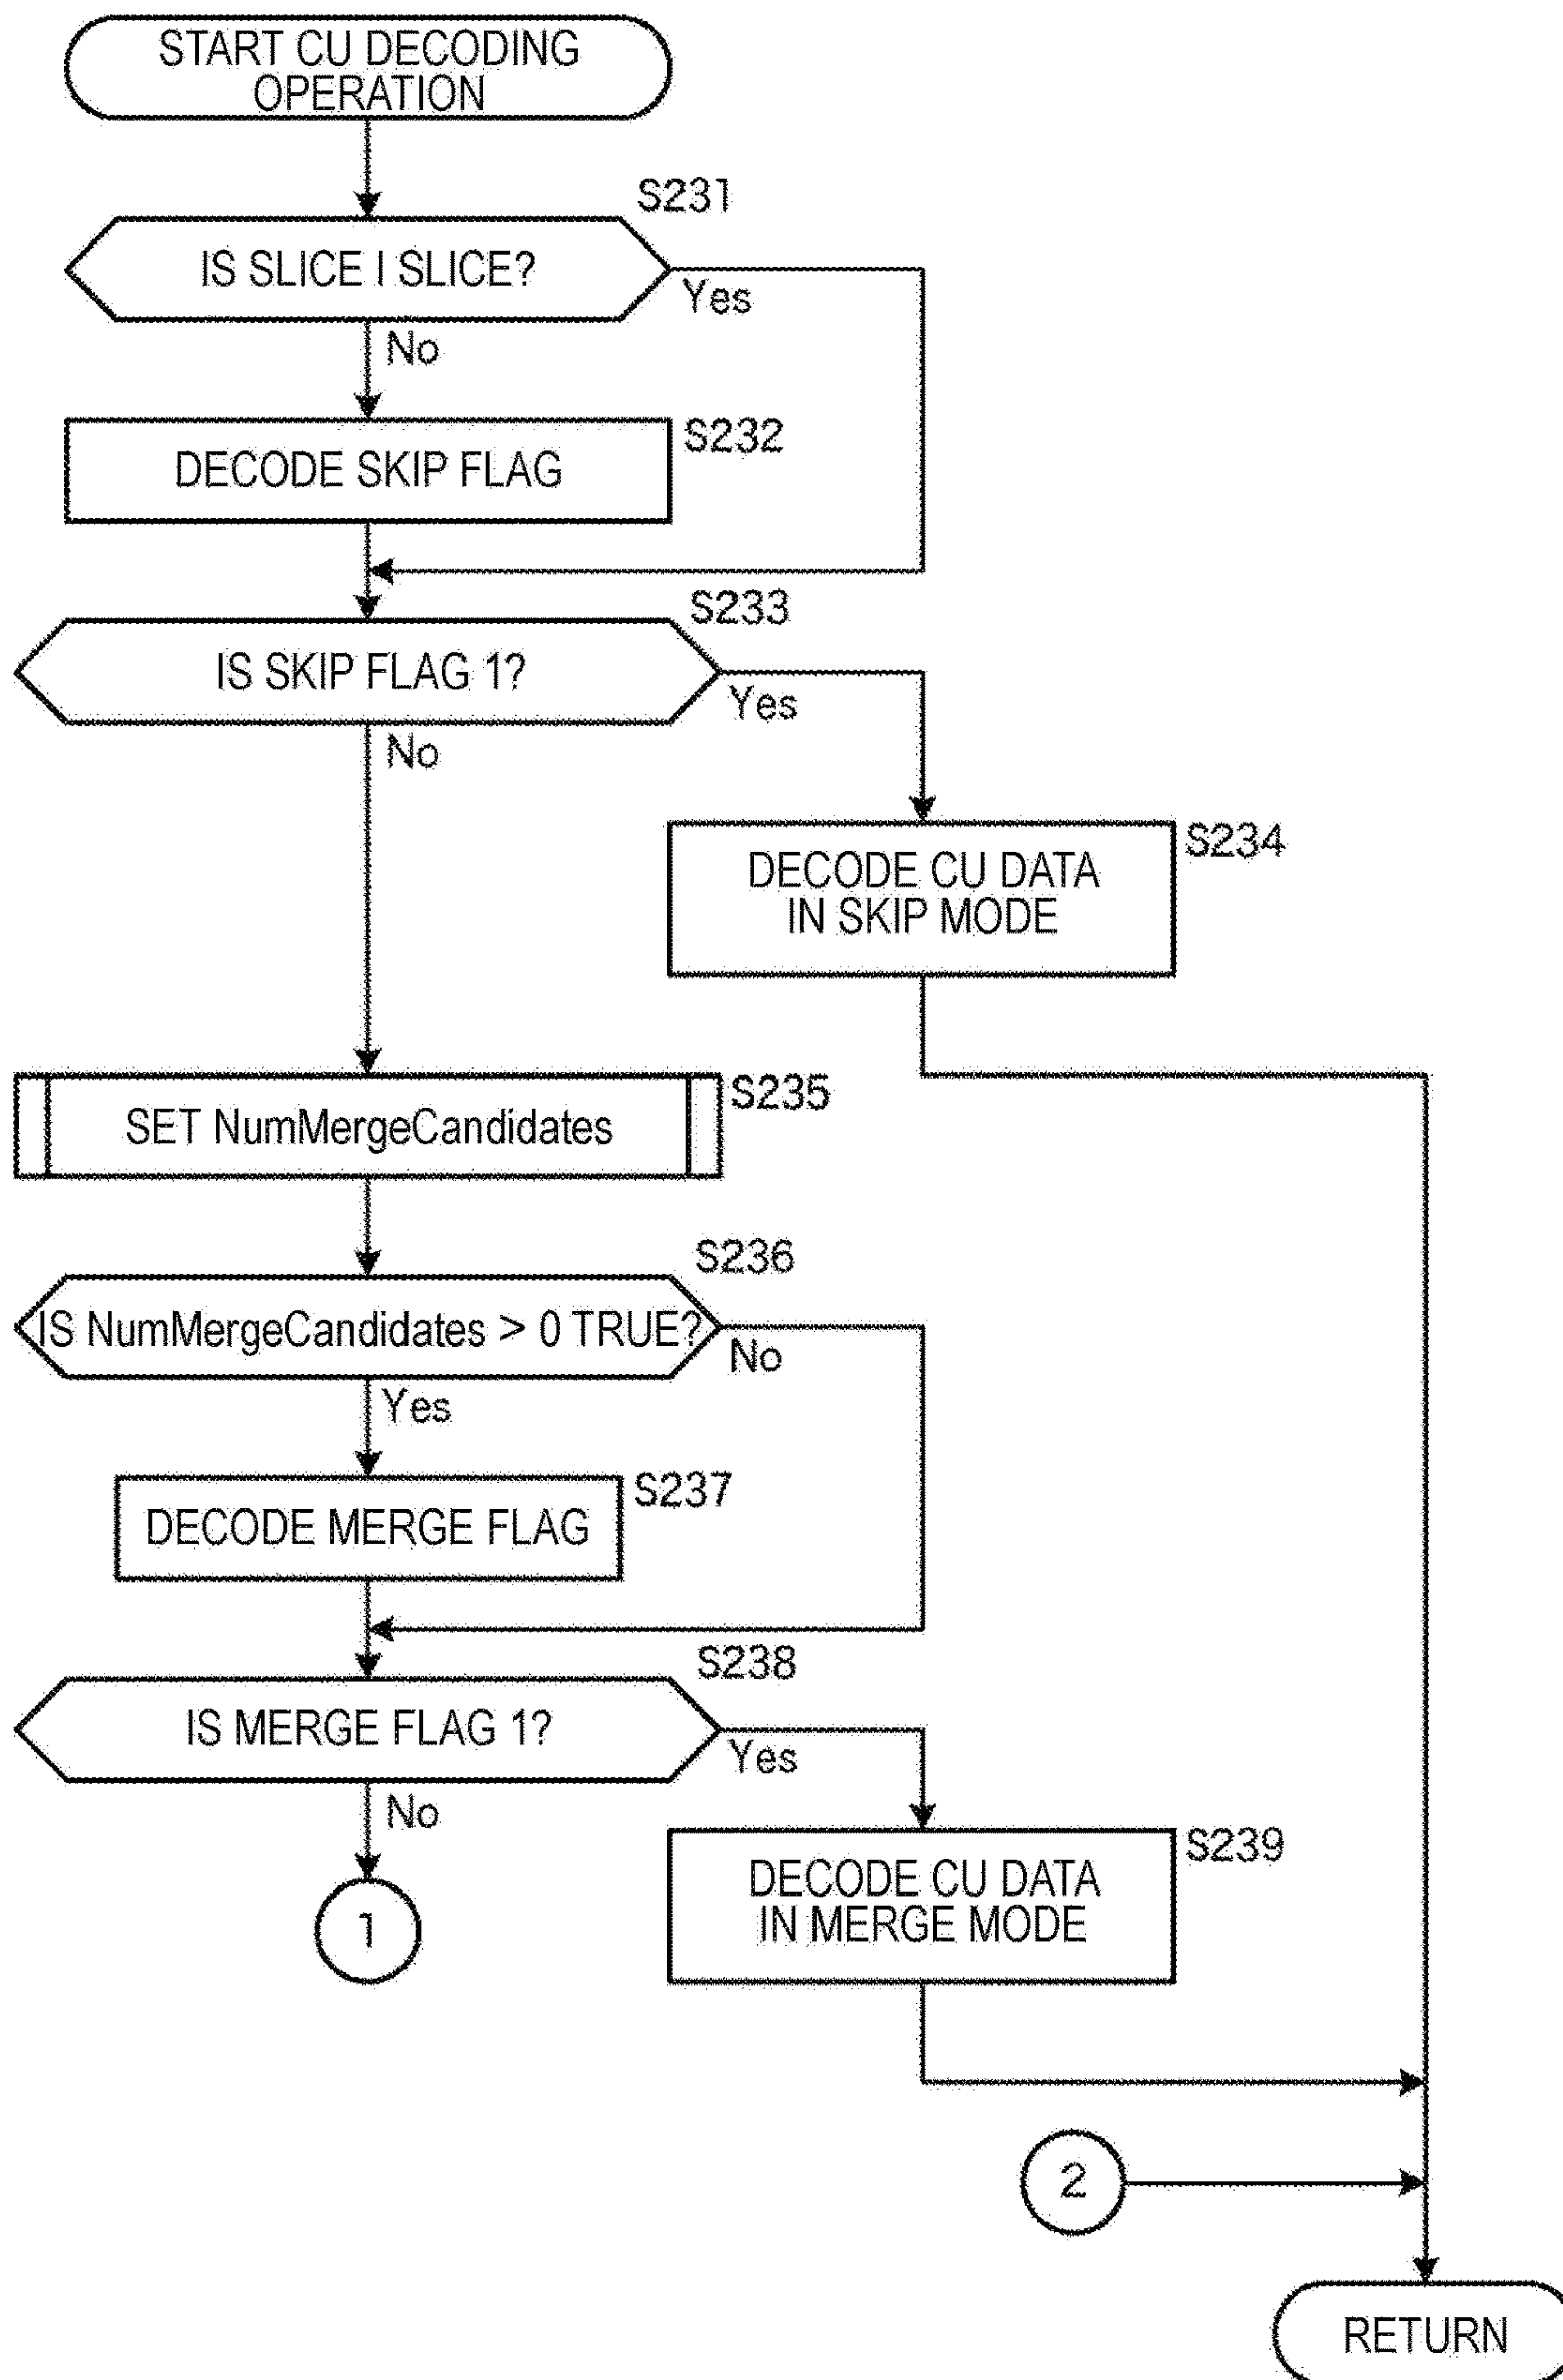 START CU DECODING
OPERATION
S231
IS SLICE I SLICE?
Yes
No
S232
DECODE SKIP FLAG
S233
IS SKIP FLAG 1?
Yes
No
S234
DECODE CU DATA
IN SKIP MODE
S235
SET NumMergeCandidates
S236
IS NumMergeCandidates > 0 TRUE?
No
Yes
S237
DECODE MERGE FLAG
S238
IS MERGE FLAG 1?
Yes
No
S239
DECODE CU DATA
IN MERGE MODE
1
2
RETURN